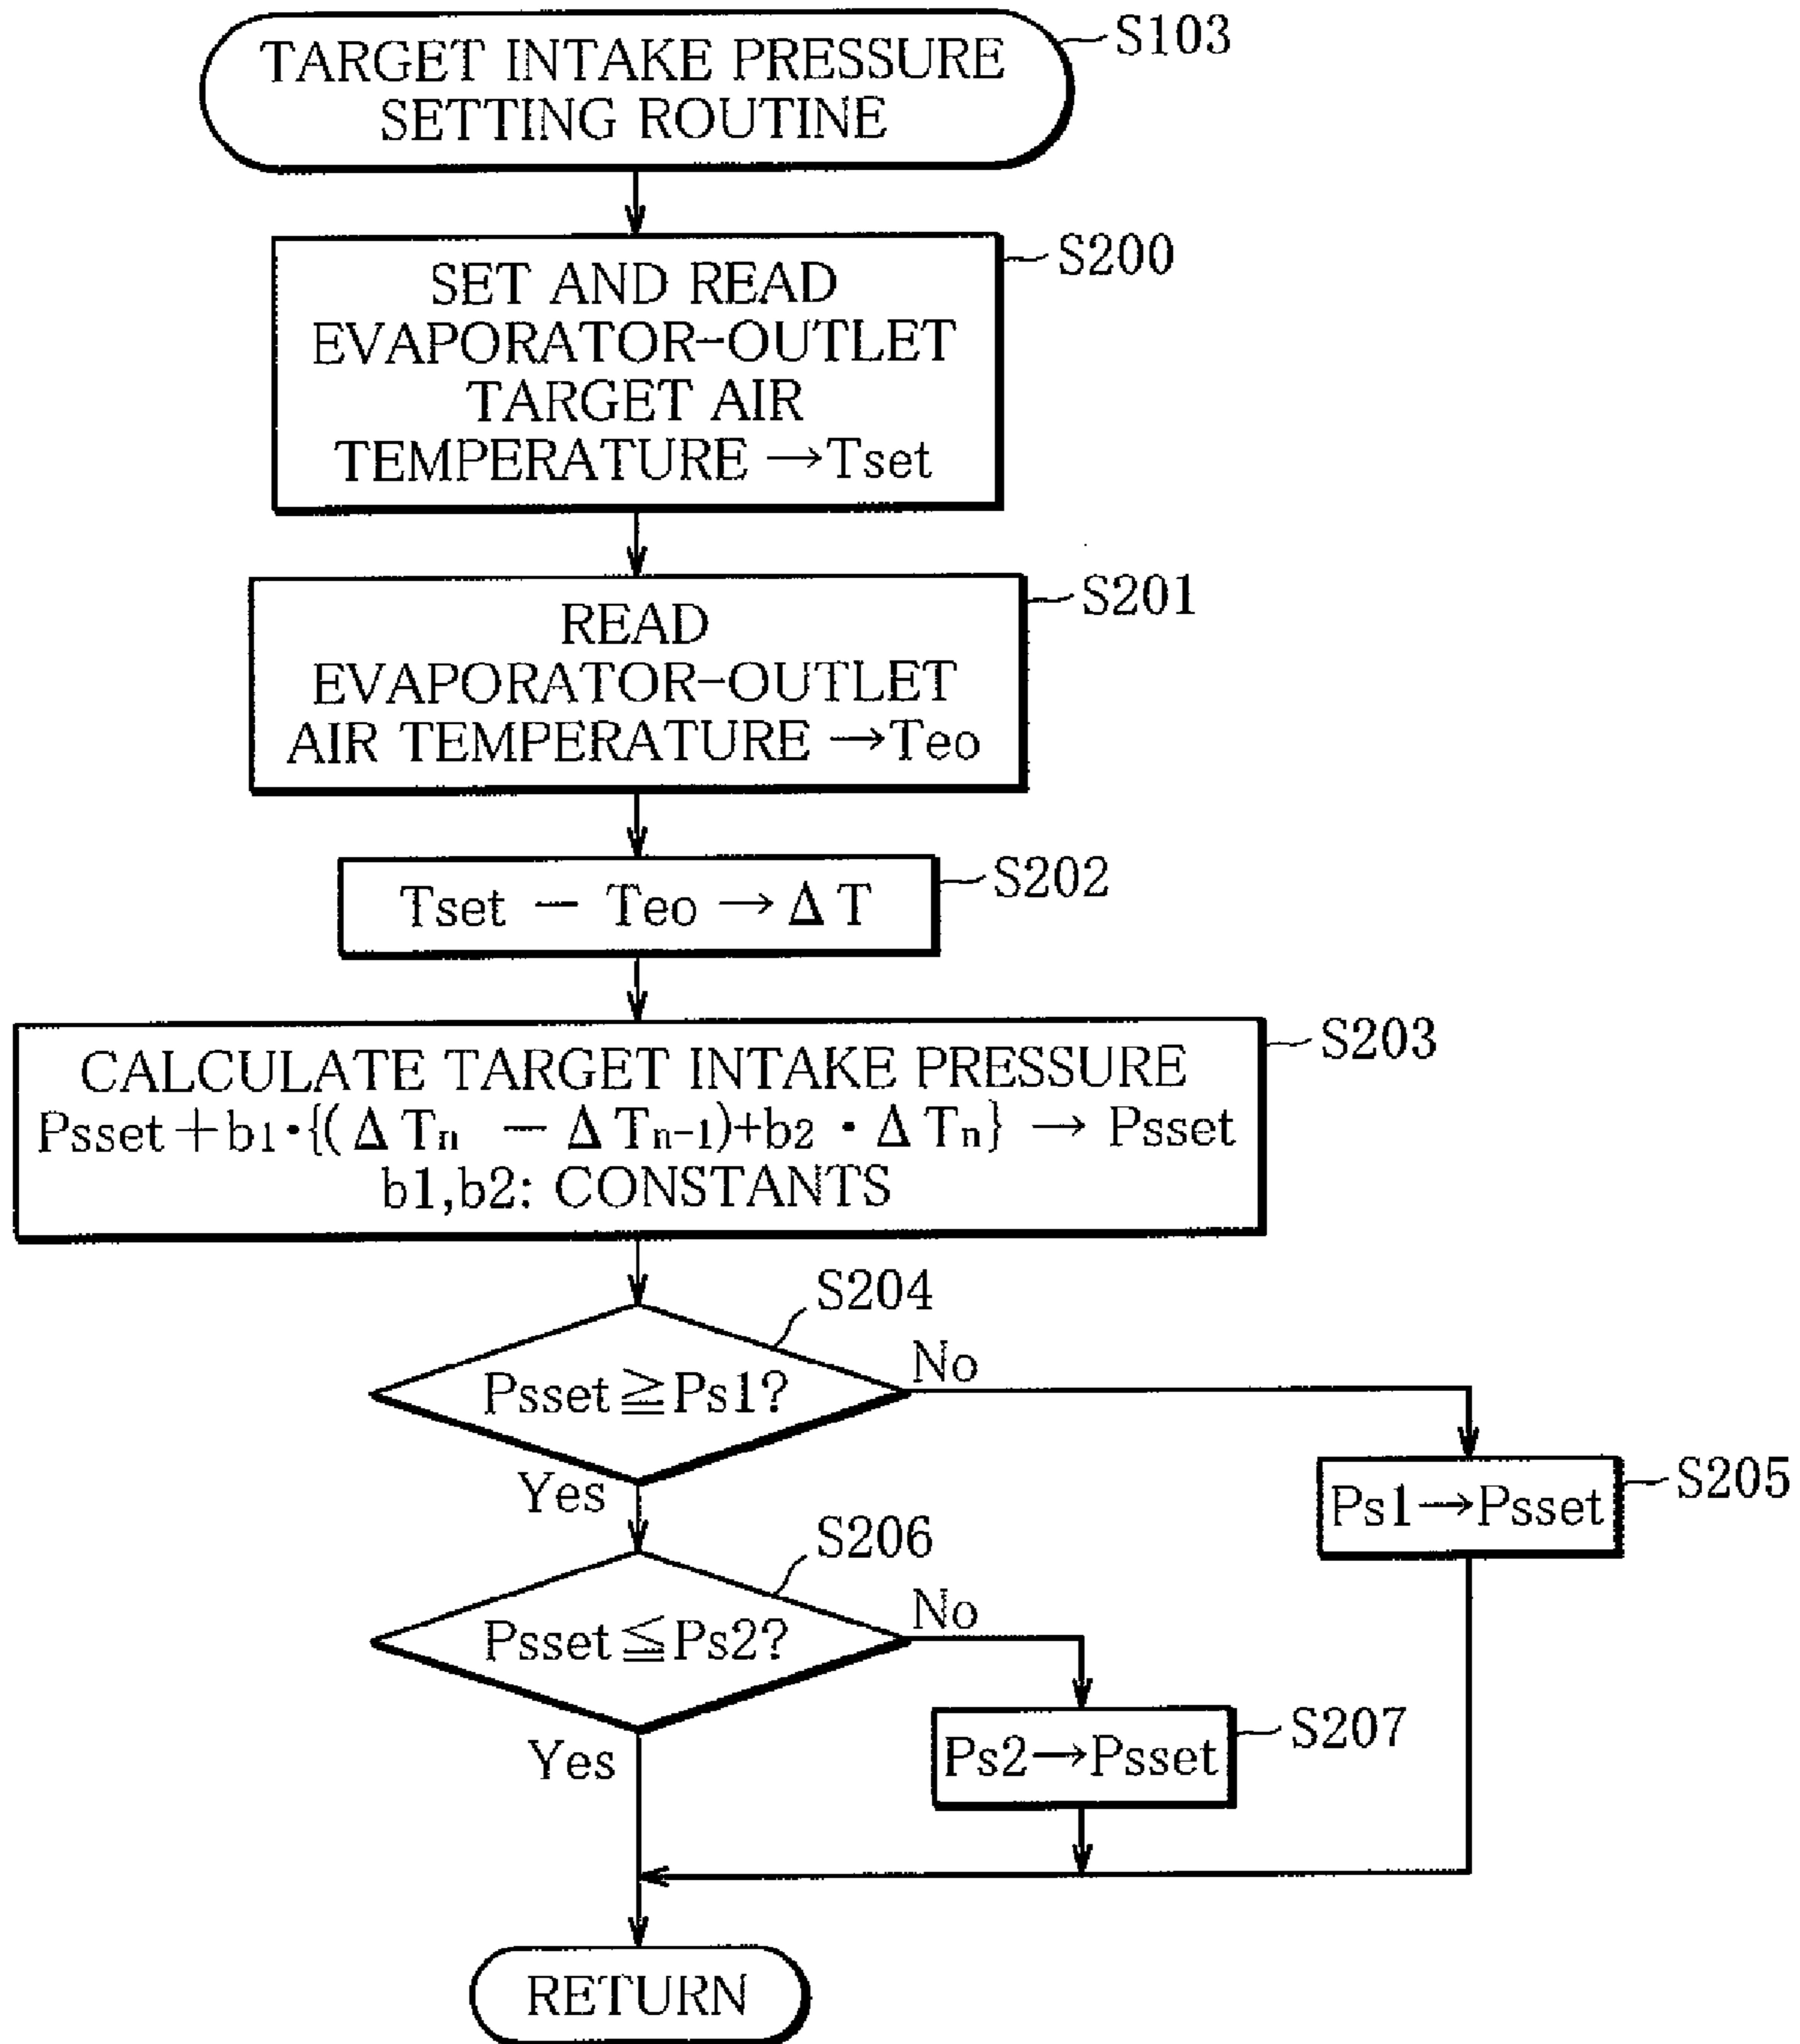 TARGET INTAKE PRESSURE
SETTING ROUTINE
S103
SET AND READ
EVAPORATOR-OUTLET
TARGET AIR
TEMPERATURE →Tset
S200
READ
EVAPORATOR-OUTLET
AIR TEMPERATURE →Teo
S201
Tset − Teo → ΔT
S202
CALCULATE TARGET INTAKE PRESSURE
Psset + b1·{(ΔTn − ΔTn-1)+b2 · ΔTn} → Psset
b1,b2: CONSTANTS
S203
S204
Psset ≧ Ps1?
No
Yes
Ps1→Psset
S205
S206
Psset ≦ Ps2?
No
Yes
Ps2→Psset
S207
RETURN